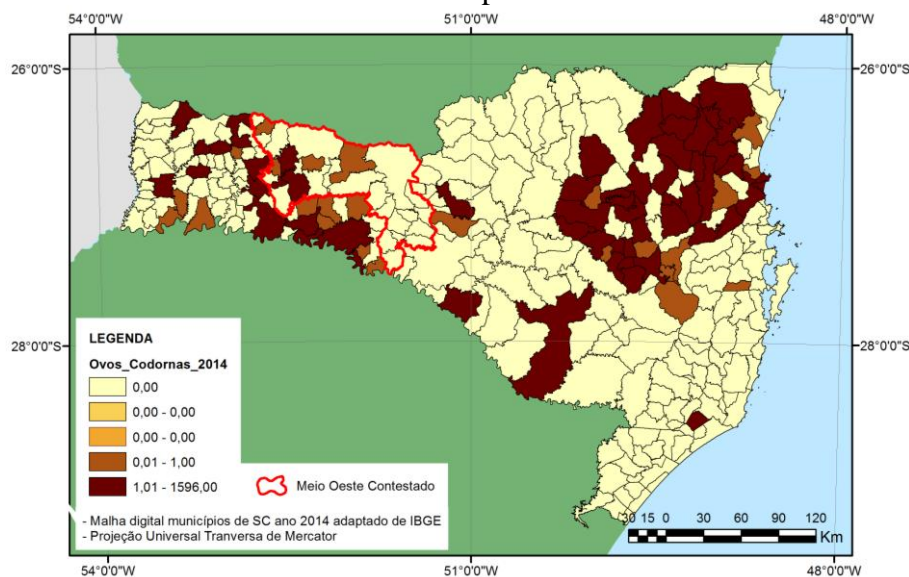 54°0'0"W
51°0'0"W
48°0'0"W
26°0'0"S
26°0'0"S
28°0'0"S
28°0'0"S
LEGENDA
Ovos_Codornas_2014
0,00
0,00 - 0,00
0,00 - 0,00
0,01 - 1,00
1,01 - 1596,00
Meio Oeste Contestado
- Malha digital municípios de SC ano 2014 adaptado de IBGE
- Projeção Universal Tranversa de Mercator
30 15 0 30 60 90 120
Km
54°0'0"W
51°0'0"W
48°0'0"W